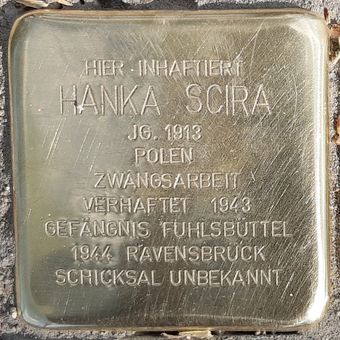 HIER INHAFTIERT
HANKA SCIRA
JG. 1913
POLEN
ZWANGSARBEIT
VERHAFTET 1943
GEFÄNGNIS FUHLSBÜTTEL
1944 RAVENSBRÜCK
SCHICKSAL UNBEKANNT